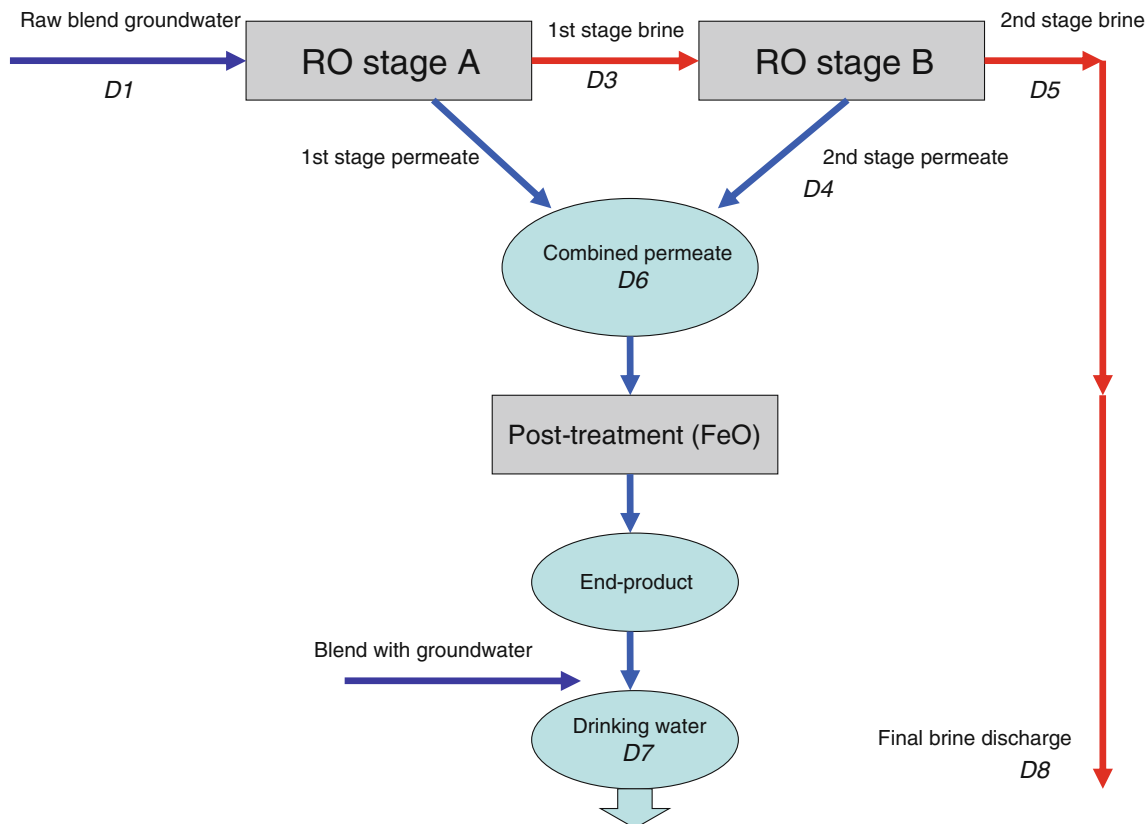 Raw blend groundwater
D1
RO stage A
1st stage brine
D3
RO stage B
2nd stage brine
D5
1st stage permeate
2nd stage permeate
D4
Combined permeate
D6
Post-treatment (FeO)
End-product
Blend with groundwater
Drinking water
D7
Final brine discharge
D8